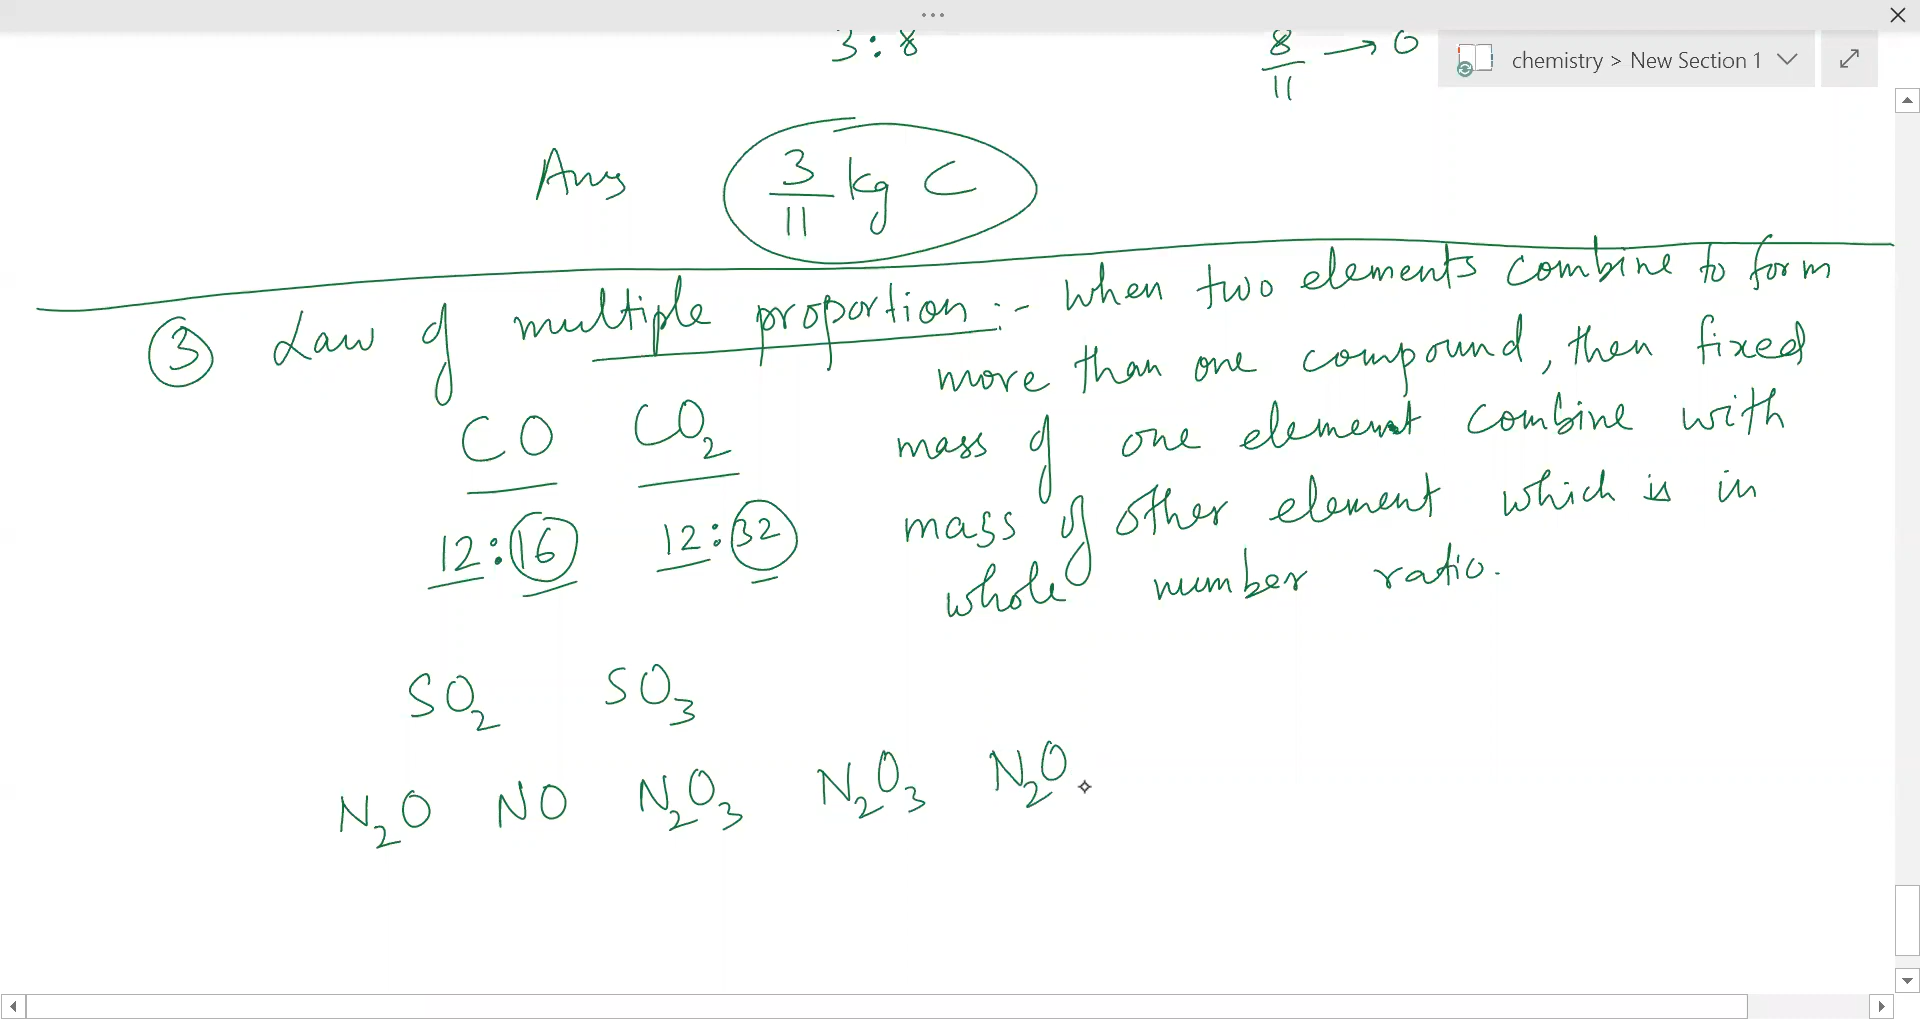 3 : 8 8/11 → O
chemistry > New Section 1
Ans 3/11 kg C
③ Law of multiple proportion :- When two elements combine to form
more than one compound, then fixed
CO CO₂ mass of one element combine with
12 : 16 12 : 32 mass of other element which is in
whole number ratio.
SO₂ SO₃
N₂O NO N₂O₃ N₂O₃ N₂O